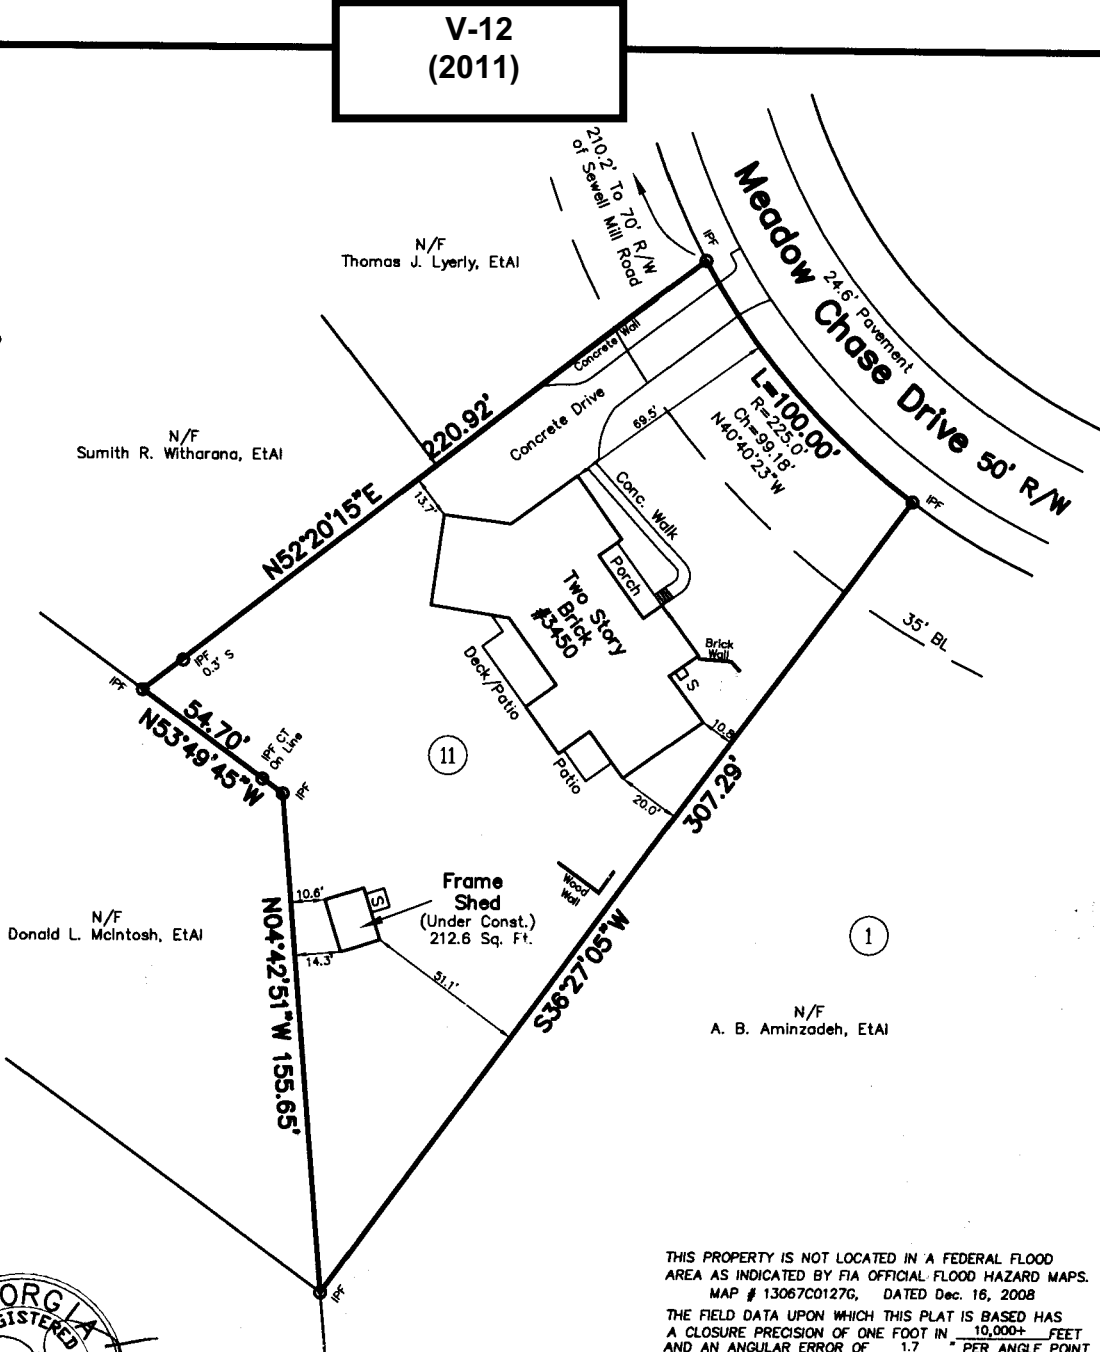 V-12
(2011)
210.2' To 70' R/W
of Sewell Mill Road
IPF
Meadow Chase Drive 50' R/W
24.6' Pavement
N/F
Thomas J. Lyerly, EtAl
Concrete Wall
L=100.00'
R=225.0'
Ch=99.18'
N40°40'23"W
69.5'
Concrete Drive
220.92'
N52°20'15"E
N/F
Sumith R. Witharana, EtAl
13.7'
Conc. Walk
IPF
Porch
Two Story
Brick
#3450
35' BL
Brick
Wall
S
Deck/Patio
IPF
0.3' S
IPF
54.70'
N53°49'45"W
IPF CT
On Line
IPF
10.8'
11
Patio
20.0'
307.29'
Wood
Wall
Frame
Shed
(Under Const.)
212.6 Sq. Ft.
10.6'
S
14.3'
51.1'
N04°42'51"W 155.65'
S36°27'05"W
N/F
Donald L. McIntosh, EtAl
1
N/F
A. B. Aminzadeh, EtAl
IPF
THIS PROPERTY IS NOT LOCATED IN A FEDERAL FLOOD
AREA AS INDICATED BY FIA OFFICIAL FLOOD HAZARD MAPS.
MAP # 13067C0127G, DATED Dec. 16, 2008
THE FIELD DATA UPON WHICH THIS PLAT IS BASED HAS
A CLOSURE PRECISION OF ONE FOOT IN 10,000+ FEET
AND AN ANGULAR ERROR OF 1.7 " PER ANGLE POINT
ORGIA
ISTERED